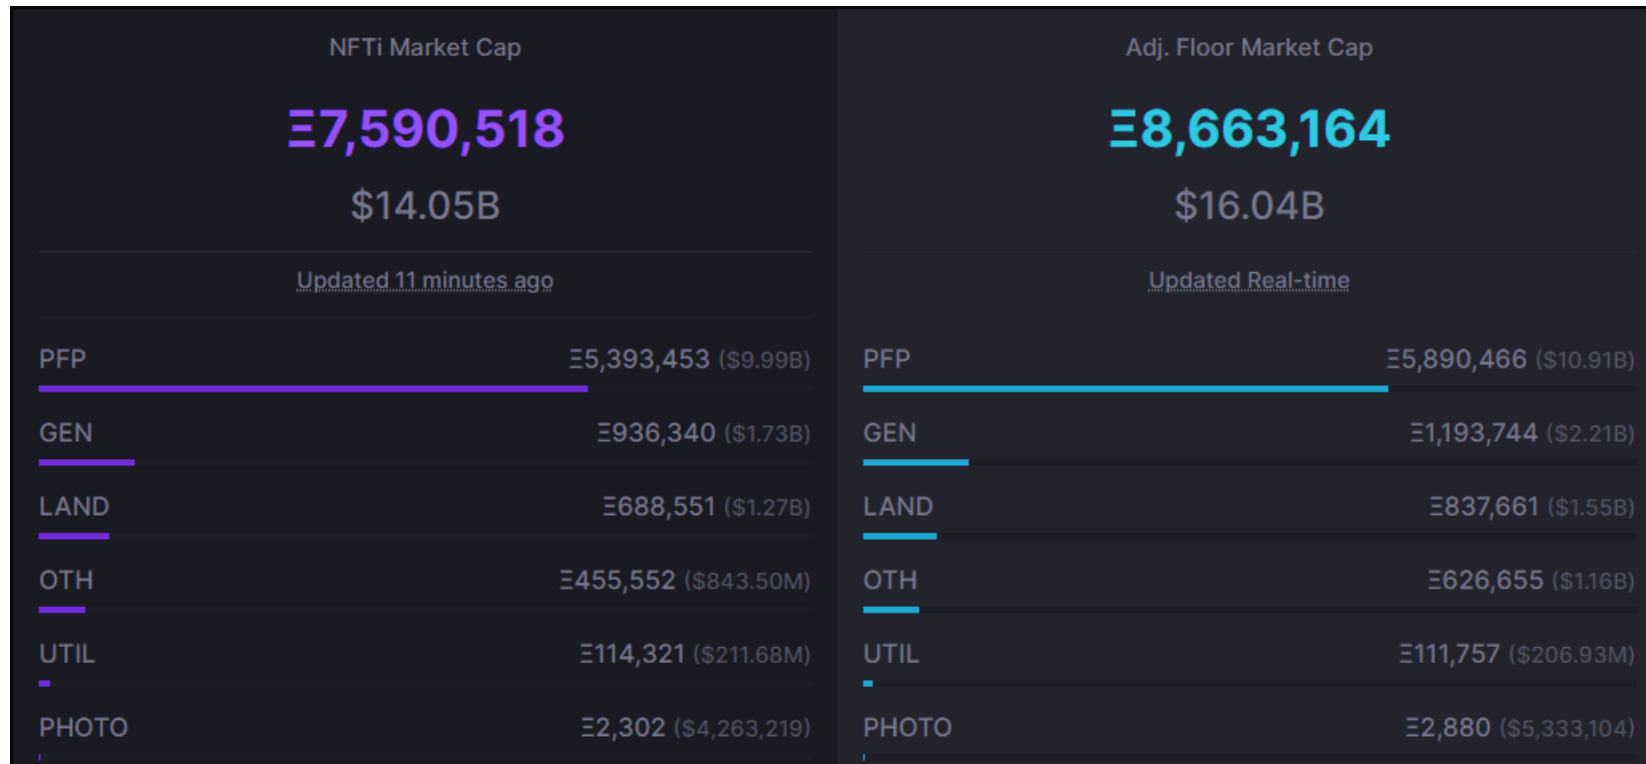 NFTi Market Cap
Ξ7,590,518
$14.05B
Updated 11 minutes ago
PFP Ξ5,393,453 ($9.99B)
GEN Ξ936,340 ($1.73B)
LAND Ξ688,551 ($1.27B)
OTH Ξ455,552 ($843.50M)
UTIL Ξ114,321 ($211.68M)
PHOTO Ξ2,302 ($4,263,219)
Adj. Floor Market Cap
Ξ8,663,164
$16.04B
Updated Real-time
PFP Ξ5,890,466 ($10.91B)
GEN Ξ1,193,744 ($2.21B)
LAND Ξ837,661 ($1.55B)
OTH Ξ626,655 ($1.16B)
UTIL Ξ111,757 ($206.93M)
PHOTO Ξ2,880 ($5,333,104)